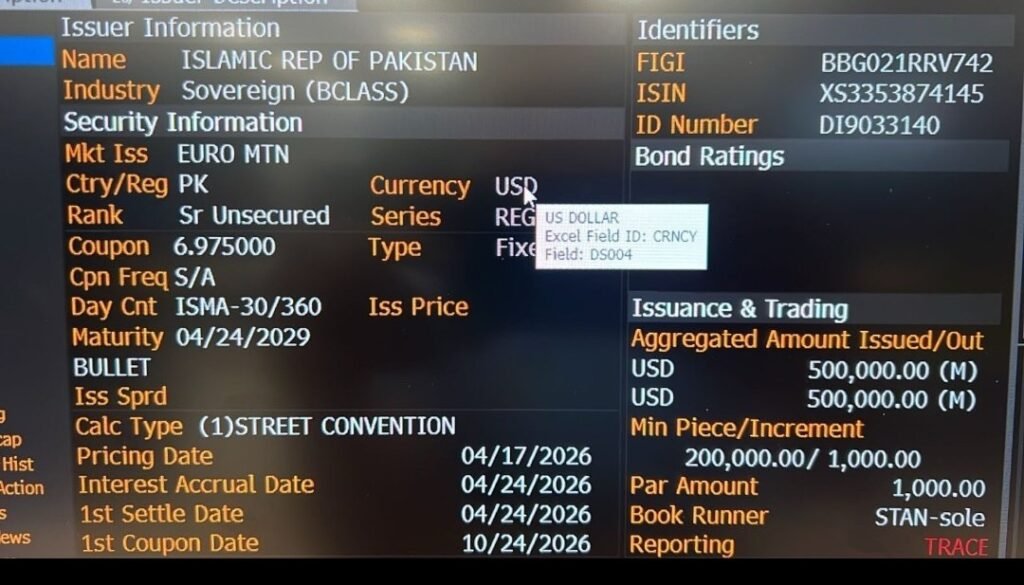 Issuer Description
Issuer Information
Name ISLAMIC REP OF PAKISTAN
Industry Sovereign (BCLASS)
Security Information
Mkt Iss EURO MTN
Ctry/Reg PK Currency USD
Rank Sr Unsecured Series REG
Coupon 6.975000 Type Fixe
Cpn Freq S/A
Day Cnt ISMA-30/360 Iss Price
Maturity 04/24/2029
BULLET
Iss Sprd
Calc Type (1)STREET CONVENTION
Pricing Date 04/17/2026
Interest Accrual Date 04/24/2026
1st Settle Date 04/24/2026
1st Coupon Date 10/24/2026
US DOLLAR
Excel Field ID: CRNCY
Field: DS004
Identifiers
FIGI BBG021RRV742
ISIN XS3353874145
ID Number DI9033140
Bond Ratings
Issuance & Trading
Aggregated Amount Issued/Out
USD 500,000.00 (M)
USD 500,000.00 (M)
Min Piece/Increment
200,000.00/ 1,000.00
Par Amount 1,000.00
Book Runner STAN-sole
Reporting TRACE
Hist